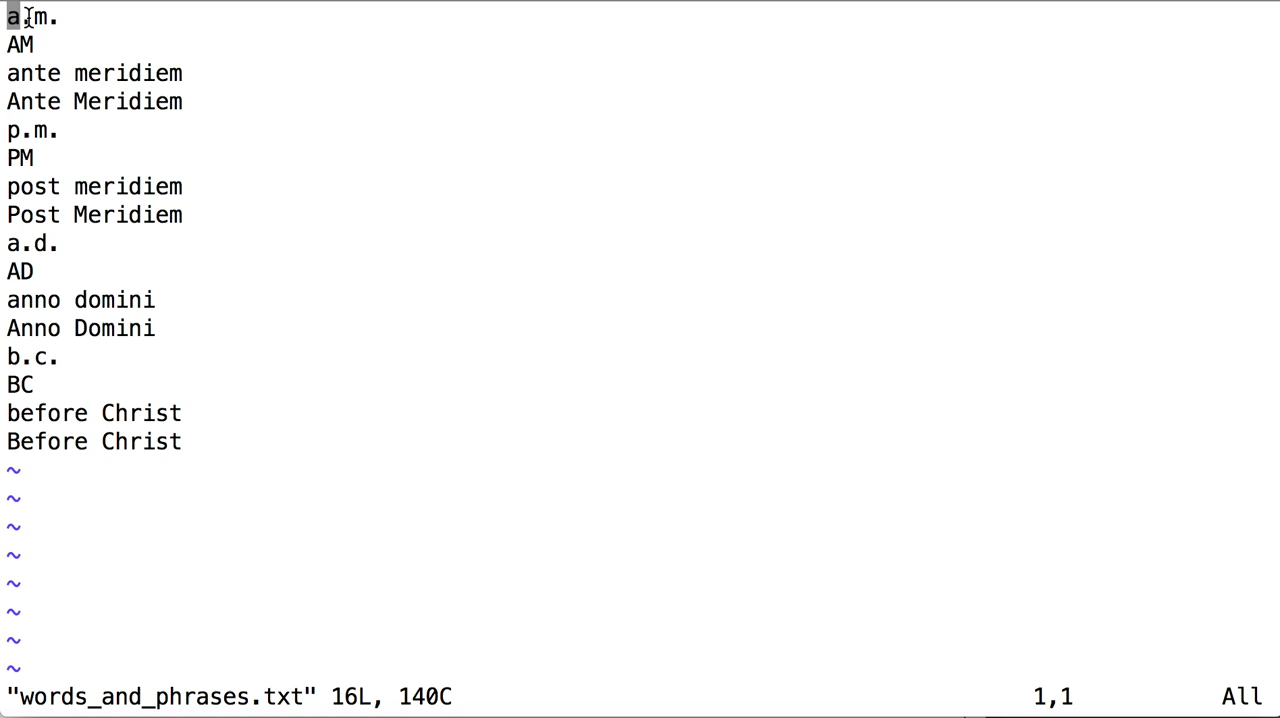 a.m.
AM
ante meridiem
Ante Meridiem
p.m.
PM
post meridiem
Post Meridiem
a.d.
AD
anno domini
Anno Domini
b.c.
BC
before Christ
Before Christ
~
~
~
~
~
~
~
~
"words_and_phrases.txt" 16L, 140C 1,1 All